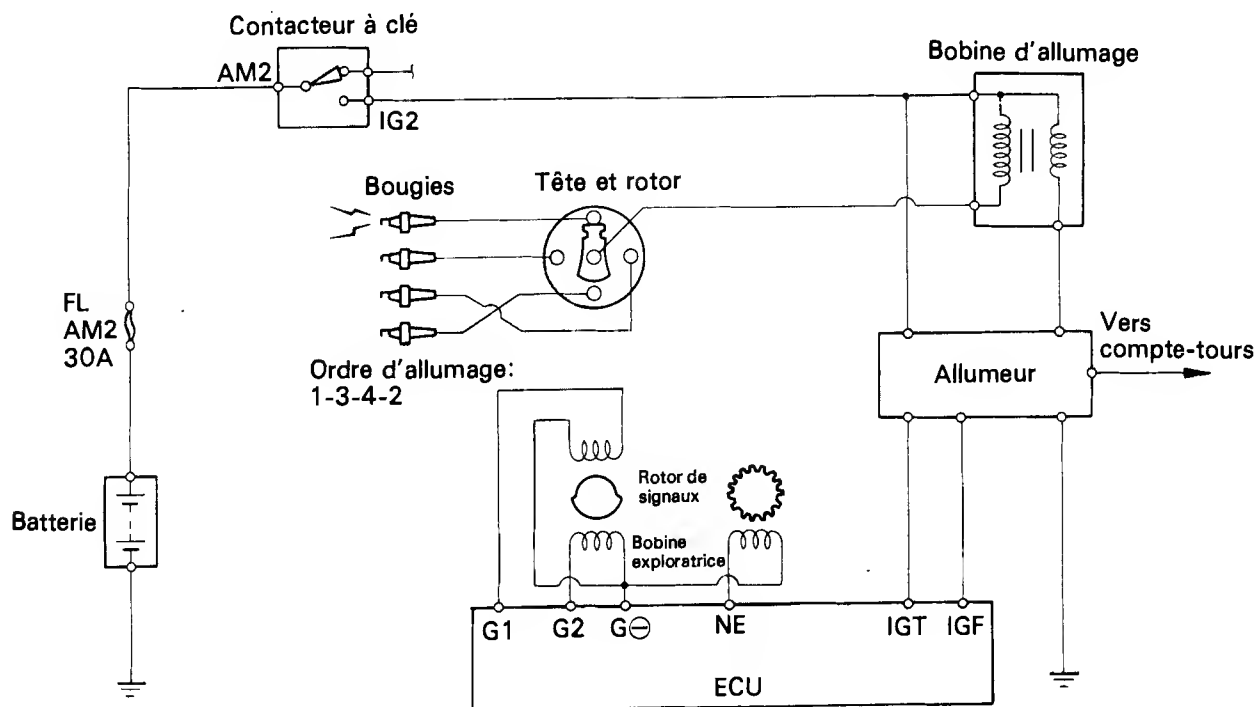 Contacteur à clé
Bobine d'allumage
AM2
IG2
Bougies
Tête et rotor
FL
AM2
30A
Ordre d'allumage:
1-3-4-2
Vers
compte-tours
Allumeur
Rotor de
signaux
Bobine
exploratrice
Batterie
G1 G2 G⊖ NE IGT IGF
ECU